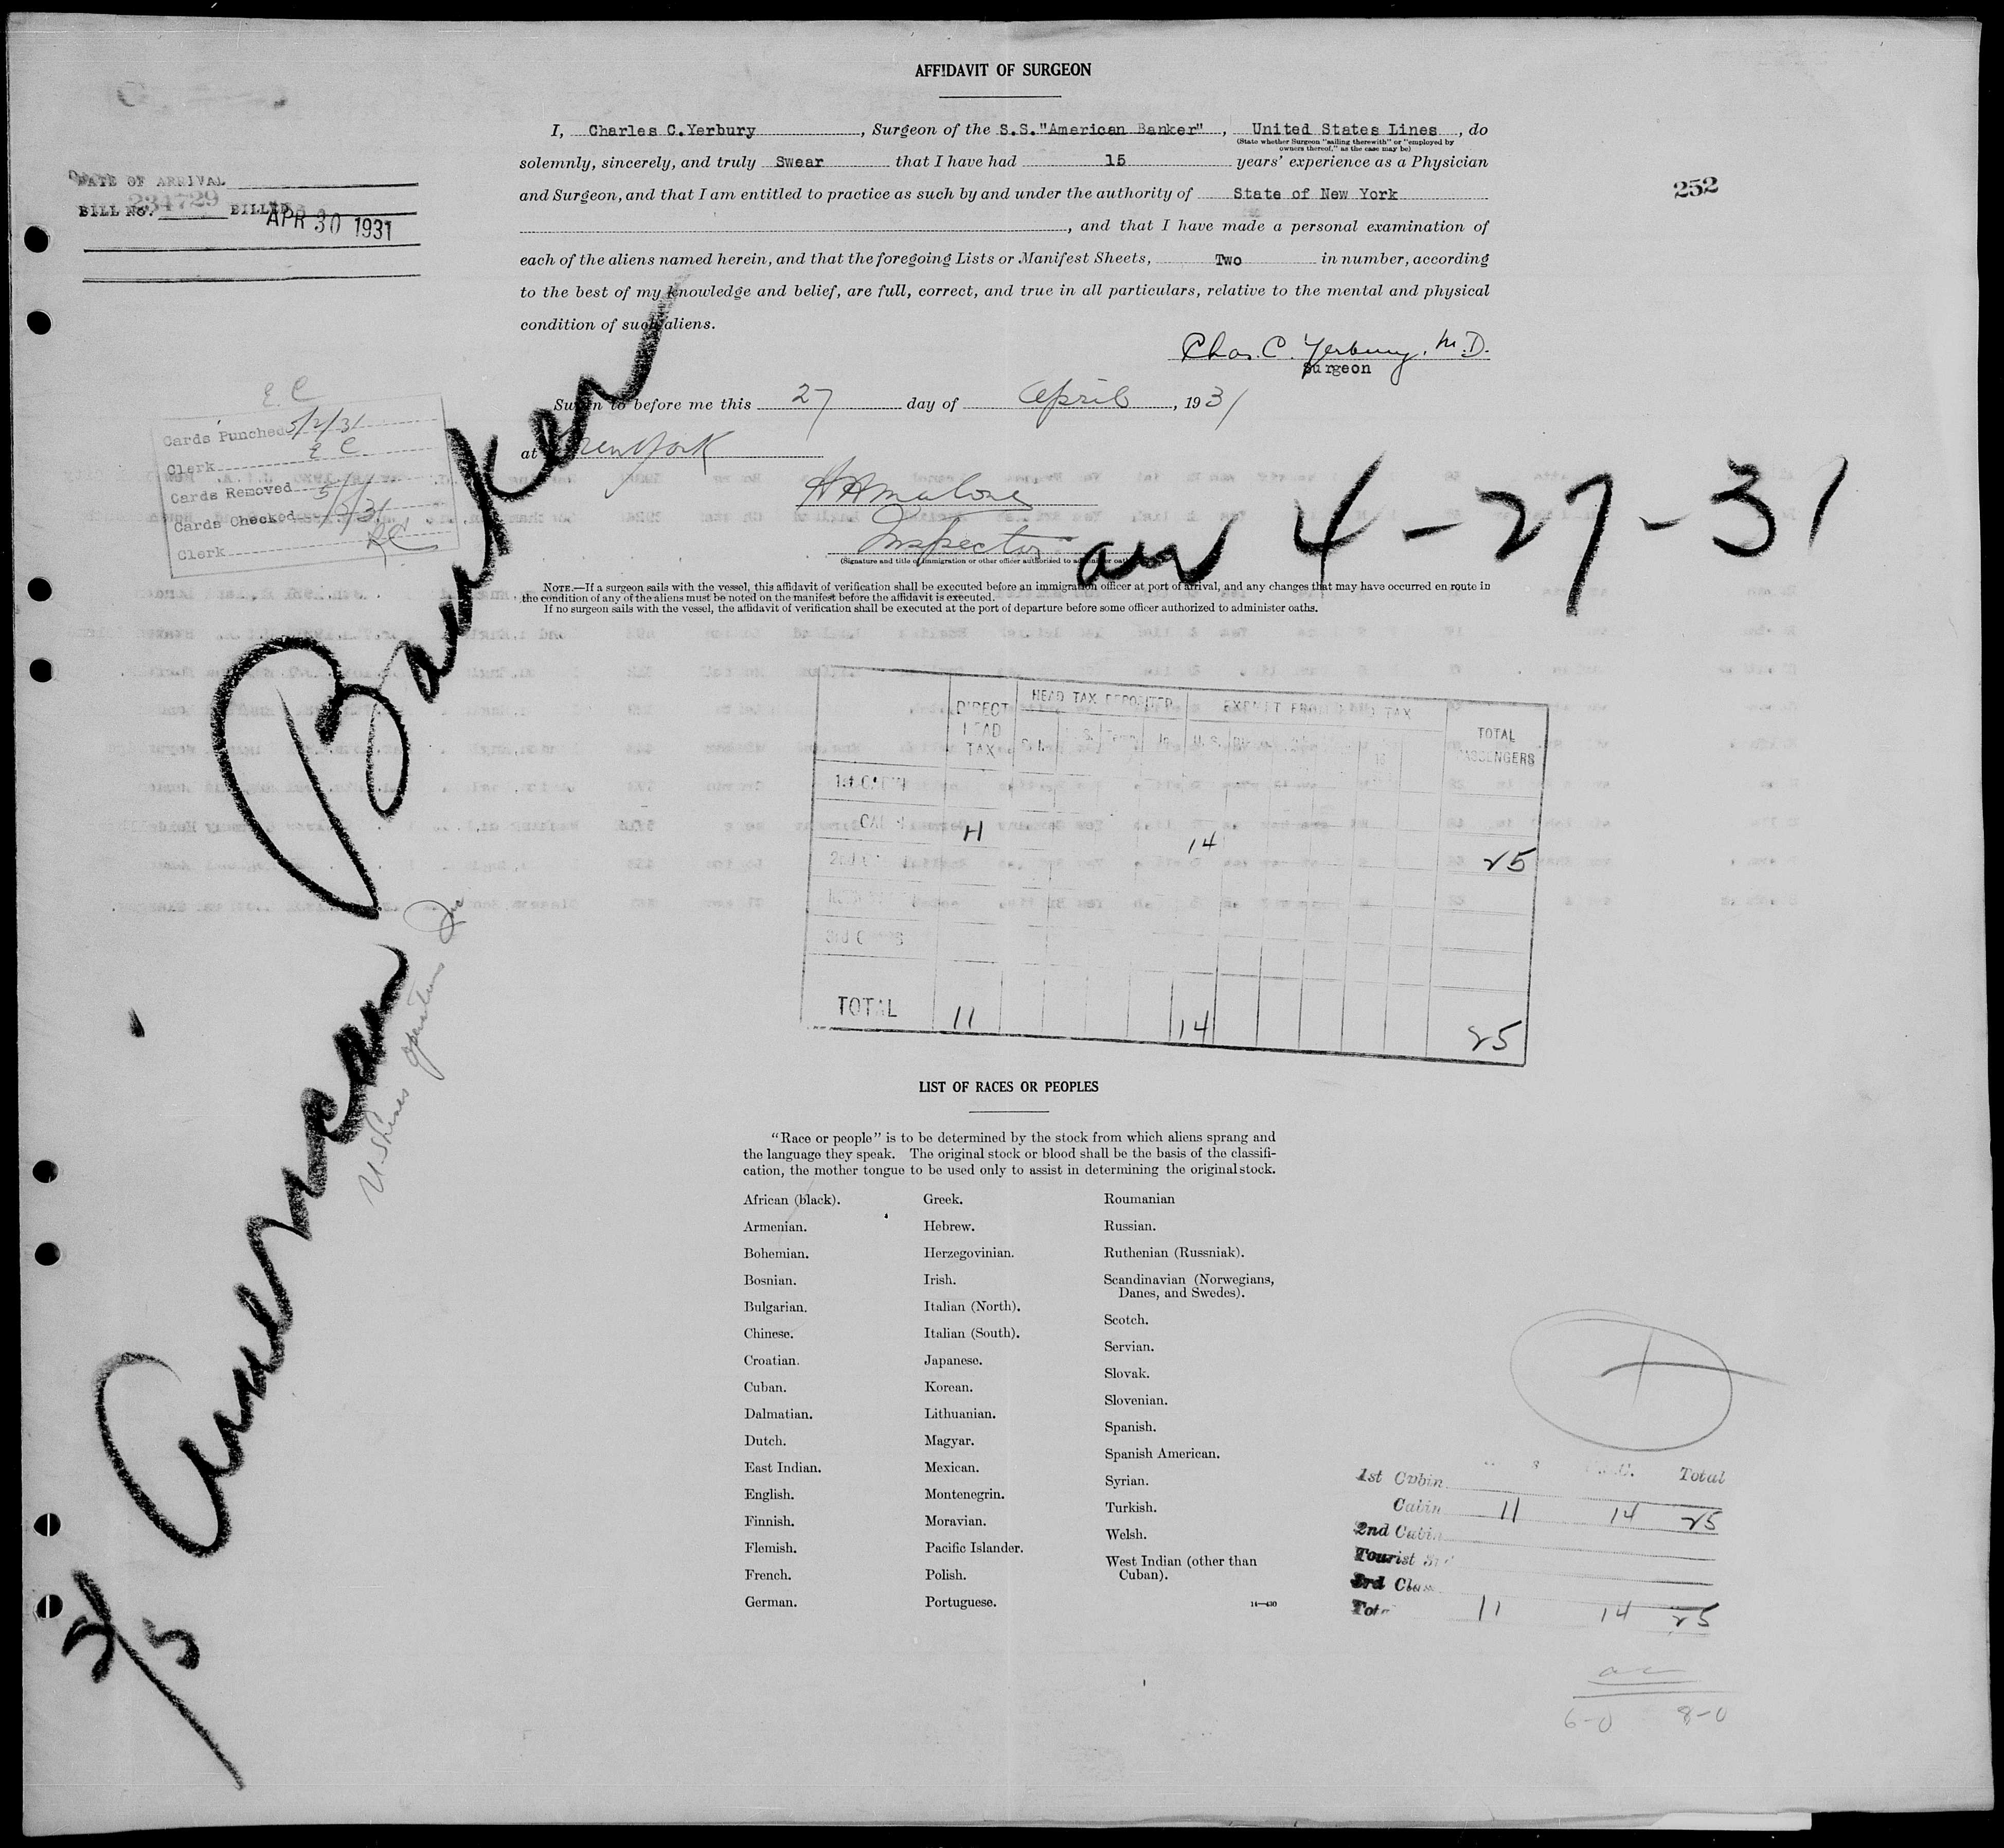 AFFIDAVIT OF SURGEON
I, Charles C.Yerbury, Surgeon of the S.S."American Banker", United States Lines, do
(State whether Surgeon "sailing therewith" or "employed by
owners thereof," as the case may be)
solemnly, sincerely, and truly Swear that I have had 15 years' experience as a Physician
and Surgeon, and that I am entitled to practice as such by and under the authority of State of New York
, and that I have made a personal examination of
each of the aliens named herein, and that the foregoing Lists or Manifest Sheets, Two in number, according
to the best of my knowledge and belief, are full, correct, and true in all particulars, relative to the mental and physical
condition of such aliens.
252
DATE OF ARRIVAL
BILL NO. 234729 BILLED
APR 30 1931
Chas. C. Yerbury, M.D.
Surgeon
Sworn to before me this 27 day of April, 1931
at New York
Inspector
(Signature and title of immigration or other officer authorized to administer oaths)
E C
Cards Punched 5/2/31
Clerk E C
Cards Removed
Cards Checked
Clerk
arr 4-27-31
NOTE.—If a surgeon sails with the vessel, this affidavit of verification shall be executed before an immigration officer at port of arrival, and any changes that may have occurred en route in
the condition of any of the aliens must be noted on the manifest before the affidavit is executed.
If no surgeon sails with the vessel, the affidavit of verification shall be executed at the port of departure before some officer authorized to administer oaths.
American Banker
DIRECT HEAD TAX HEAD TAX DEPOSITED EXEMPT FROM HEAD TAX TOTAL PASSENGERS
1st CABIN
CABIN 11 14 25
3rd CLASS
TOTAL 11 14 25
LIST OF RACES OR PEOPLES
"Race or people" is to be determined by the stock from which aliens sprang and
the language they speak. The original stock or blood shall be the basis of the classifi-
cation, the mother tongue to be used only to assist in determining the original stock.
African (black).
Armenian.
Bohemian.
Bosnian.
Bulgarian.
Chinese.
Croatian.
Cuban.
Dalmatian.
Dutch.
East Indian.
English.
Finnish.
Flemish.
French.
German.
Greek.
Hebrew.
Herzegovinian.
Irish.
Italian (North).
Italian (South).
Japanese.
Korean.
Lithuanian.
Magyar.
Mexican.
Montenegrin.
Moravian.
Pacific Islander.
Polish.
Portuguese.
Roumanian
Russian.
Ruthenian (Russniak).
Scandinavian (Norwegians,
Danes, and Swedes).
Scotch.
Servian.
Slovak.
Slovenian.
Spanish.
Spanish American.
Syrian.
Turkish.
Welsh.
West Indian (other than
Cuban).
14—430
Total
1st Cabin
Cabin 11 14 25
2nd Cabin
Tourist 3rd
3rd Class
Total 11 14 25
6-0 8-0